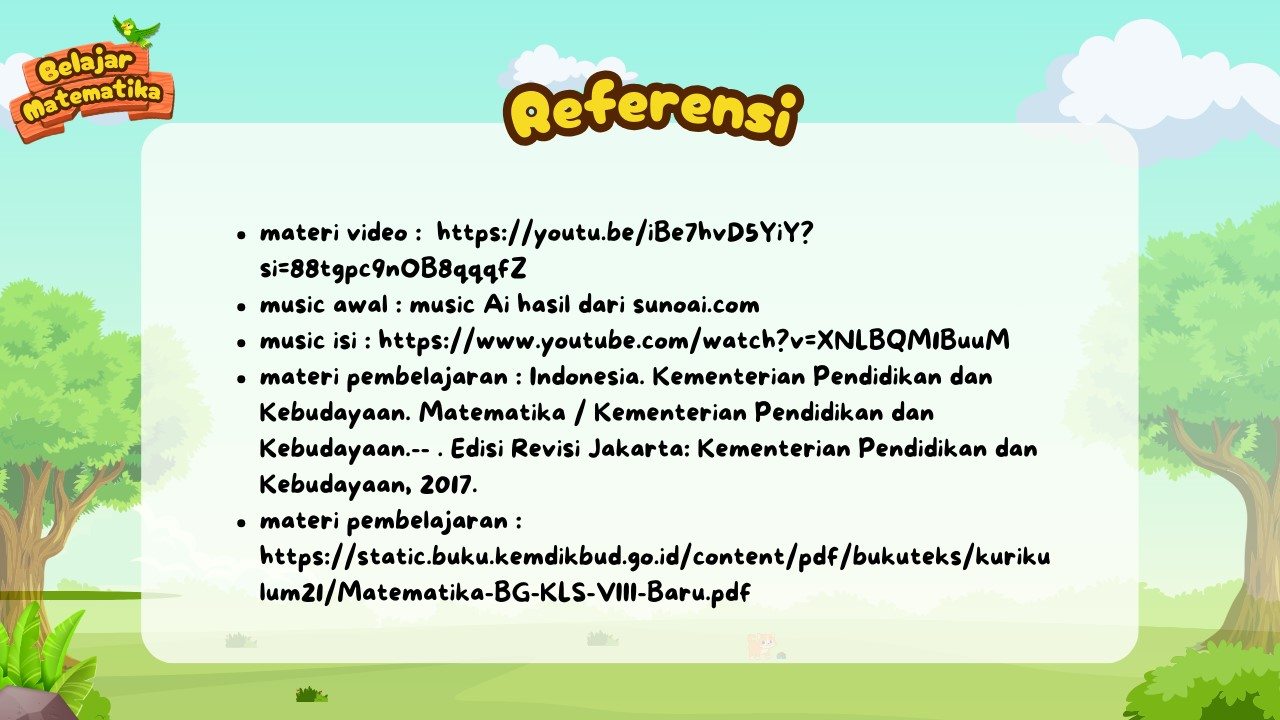 Belajar
Matematika
Referensi
• materi video :  https://youtu.be/iBe7hvD5YiY?
si=88tgpc9nOB8qqqfZ
• music awal : music Ai hasil dari sunoai.com
• music isi : https://www.youtube.com/watch?v=XNLBQM1BuuM
• materi pembelajaran : Indonesia. Kementerian Pendidikan dan
Kebudayaan. Matematika / Kementerian Pendidikan dan
Kebudayaan.-- . Edisi Revisi Jakarta: Kementerian Pendidikan dan
Kebudayaan, 2017.
• materi pembelajaran :
https://static.buku.kemdikbud.go.id/content/pdf/bukuteks/kuriku
lum21/Matematika-BG-KLS-VIII-Baru.pdf